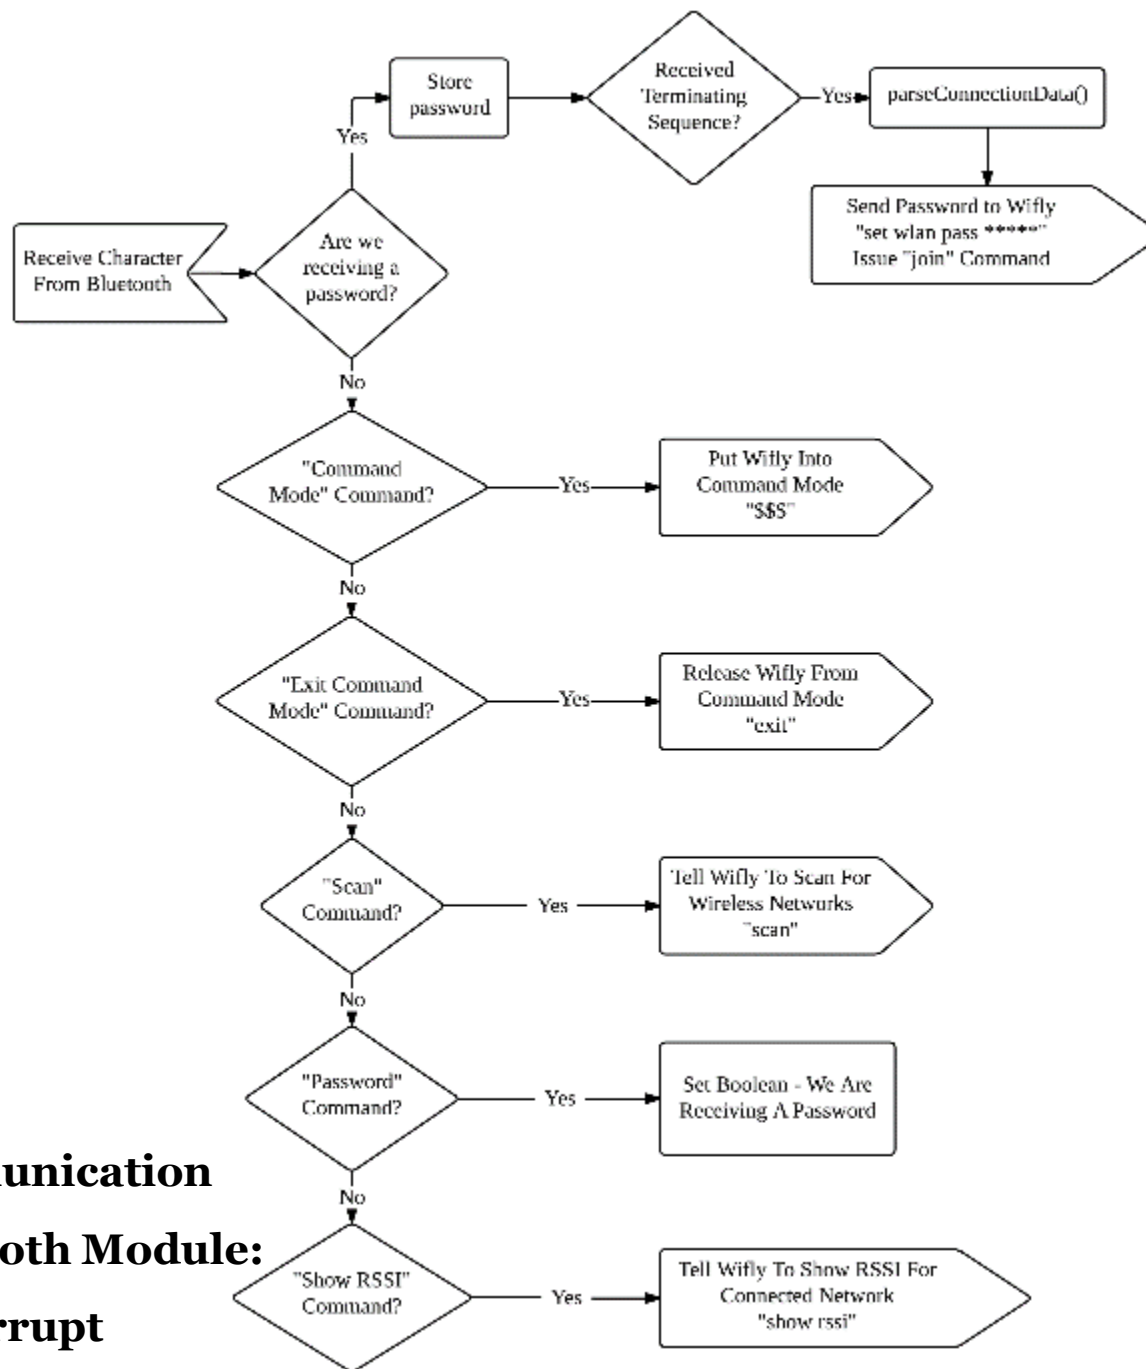 Store
password
Received
Terminating
Sequence?
Yes
parseConnectionData()
Yes
Send Password to Wifly
"set wlan pass *****"
Issue "join" Command
Receive Character
From Bluetooth
Are we
receiving a
password?
No
"Command
Mode" Command?
Yes
Put Wifly Into
Command Mode
"$$$"
No
"Exit Command
Mode" Command?
Yes
Release Wifly From
Command Mode
"exit"
No
"Scan"
Command?
Yes
Tell Wifly To Scan For
Wireless Networks
"scan"
No
"Password"
Command?
Yes
Set Boolean - We Are
Receiving A Password
No
"Show RSSI"
Command?
Yes
Tell Wifly To Show RSSI For
Connected Network
"show rssi"
unication
oth Module:
rrupt